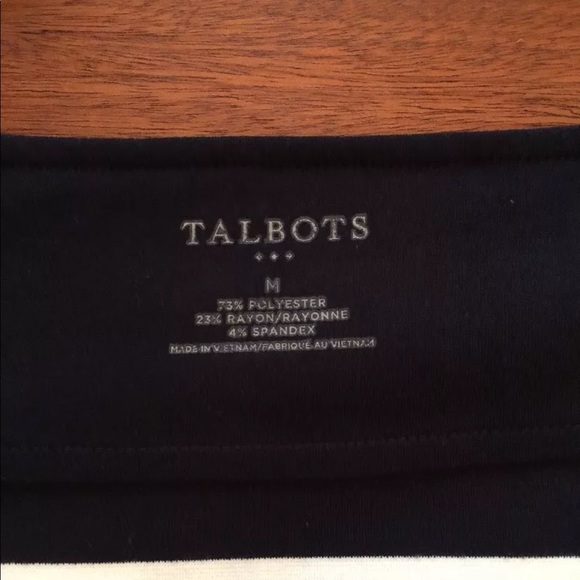 TALBOTS
M
73% POLYESTER
23% RAYON/RAYONNE
4% SPANDEX
MADE IN VIETNAM/FABRIQUE AU VIETNAM